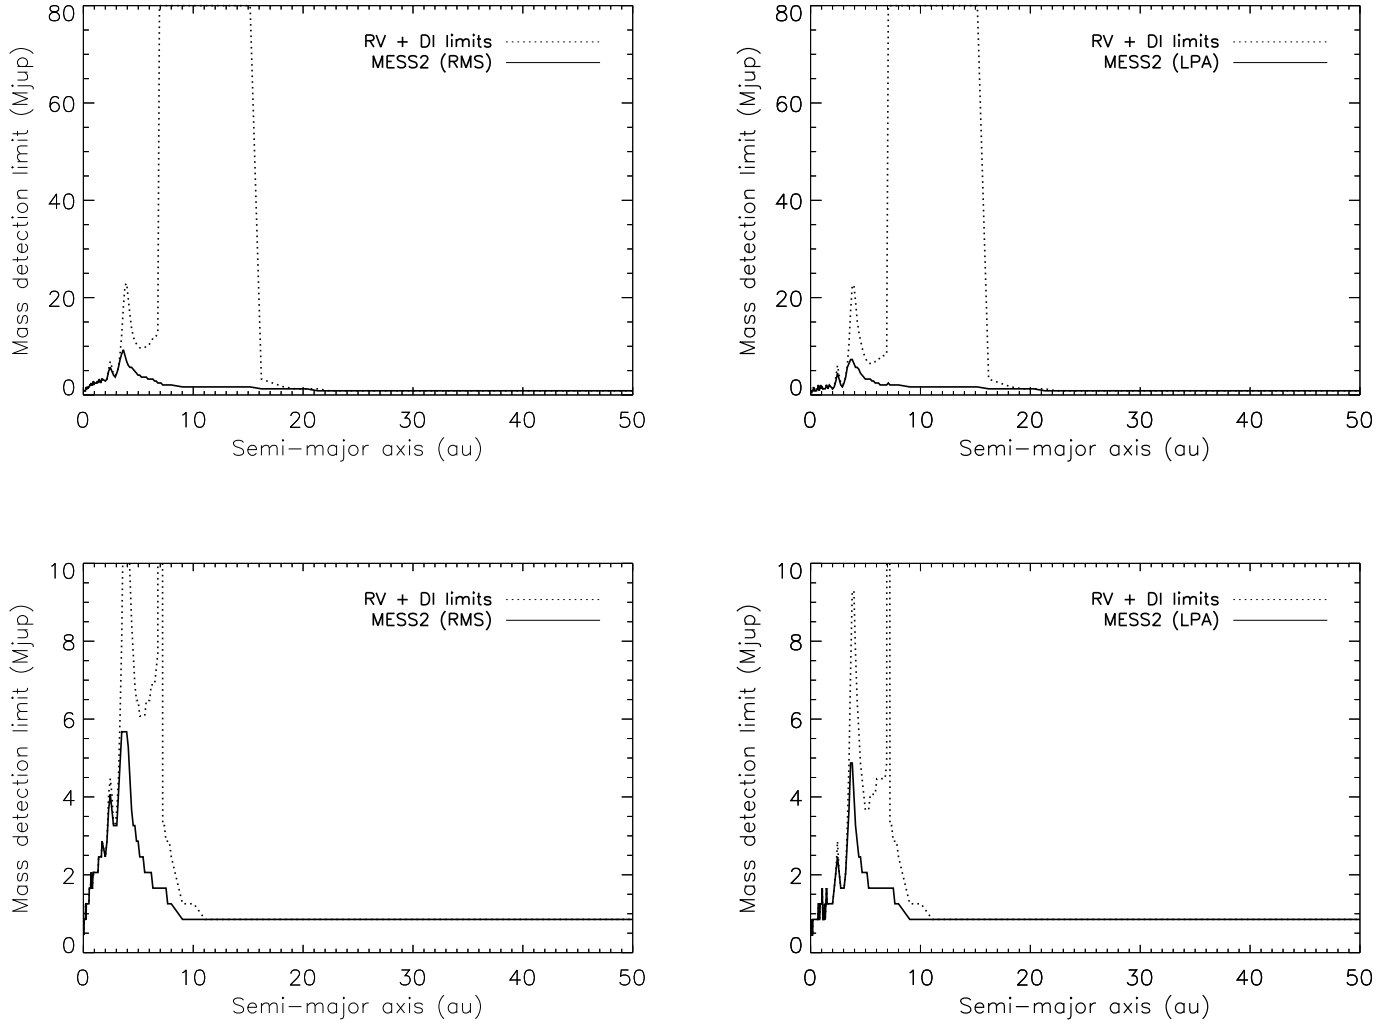 80
60
40
20
0
Mass detection limit (Mjup)
RV + DI limits
MESS2 (RMS)
0 10 20 30 40 50
Semi-major axis (au)
80
60
40
20
0
Mass detection limit (Mjup)
RV + DI limits
MESS2 (LPA)
0 10 20 30 40 50
Semi-major axis (au)
10
8
6
4
2
0
Mass detection limit (Mjup)
RV + DI limits
MESS2 (RMS)
0 10 20 30 40 50
Semi-major axis (au)
10
8
6
4
2
0
Mass detection limit (Mjup)
RV + DI limits
MESS2 (LPA)
0 10 20 30 40 50
Semi-major axis (au)